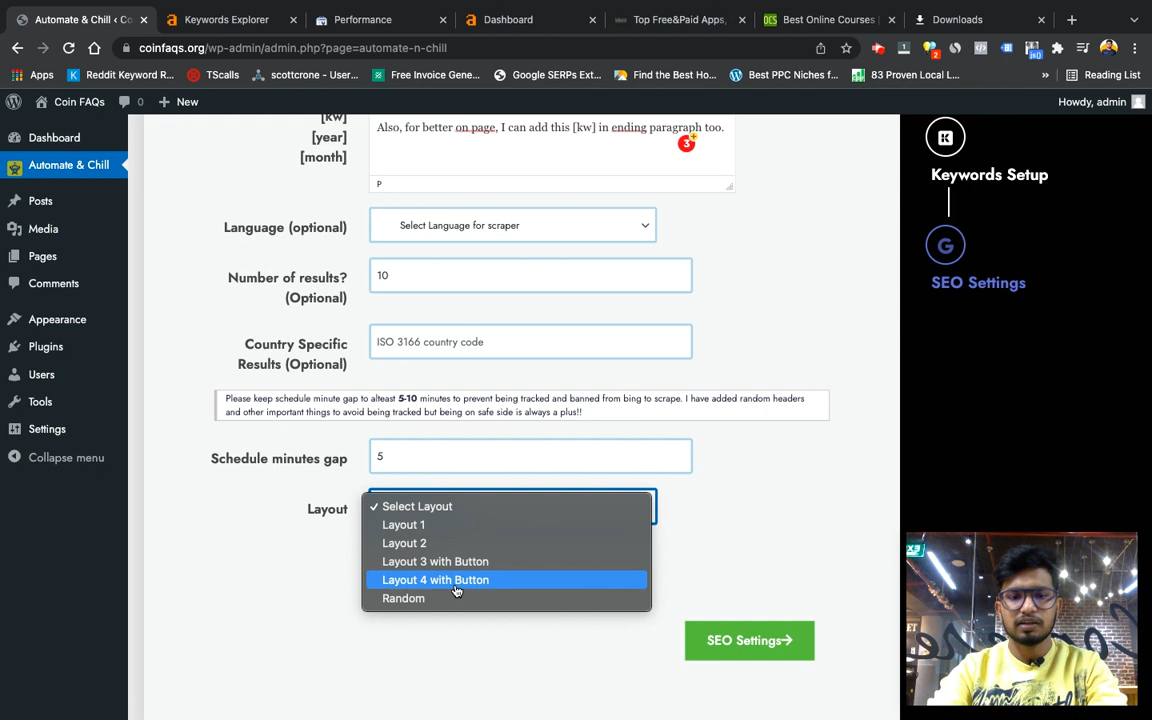 Automate & Chill ‹ Co
Keywords Explorer
Performance
Dashboard
Top Free&Paid Apps,
Best Online Courses |
Downloads
coinfaqs.org/wp-admin/admin.php?page=automate-n-chill
Apps
Reddit Keyword R...
TScalls
scottcrone - User...
Free Invoice Gene...
Google SERPs Ext...
Find the Best Ho...
Best PPC Niches f...
83 Proven Local L...
»
Reading List
Coin FAQs
0
New
Howdy, admin
Dashboard
Automate & Chill
Posts
Media
Pages
Comments
Appearance
Plugins
Users
Tools
Settings
Collapse menu
[kw]
[year]
[month]
Also, for better on page, I can add this [kw] in ending paragraph too.
3
P
Language (optional)
Select Language for scraper
Number of results?
(Optional)
10
Country Specific
Results (Optional)
ISO 3166 country code
Please keep schedule minute gap to alteast 5-10 minutes to prevent being tracked and banned from bing to scrape. I have added random headers
and other important things to avoid being tracked but being on safe side is always a plus!!
Schedule minutes gap
5
Layout
✓ Select Layout
Layout 1
Layout 2
Layout 3 with Button
Layout 4 with Button
Random
SEO Settings→
K
Keywords Setup
G
SEO Settings